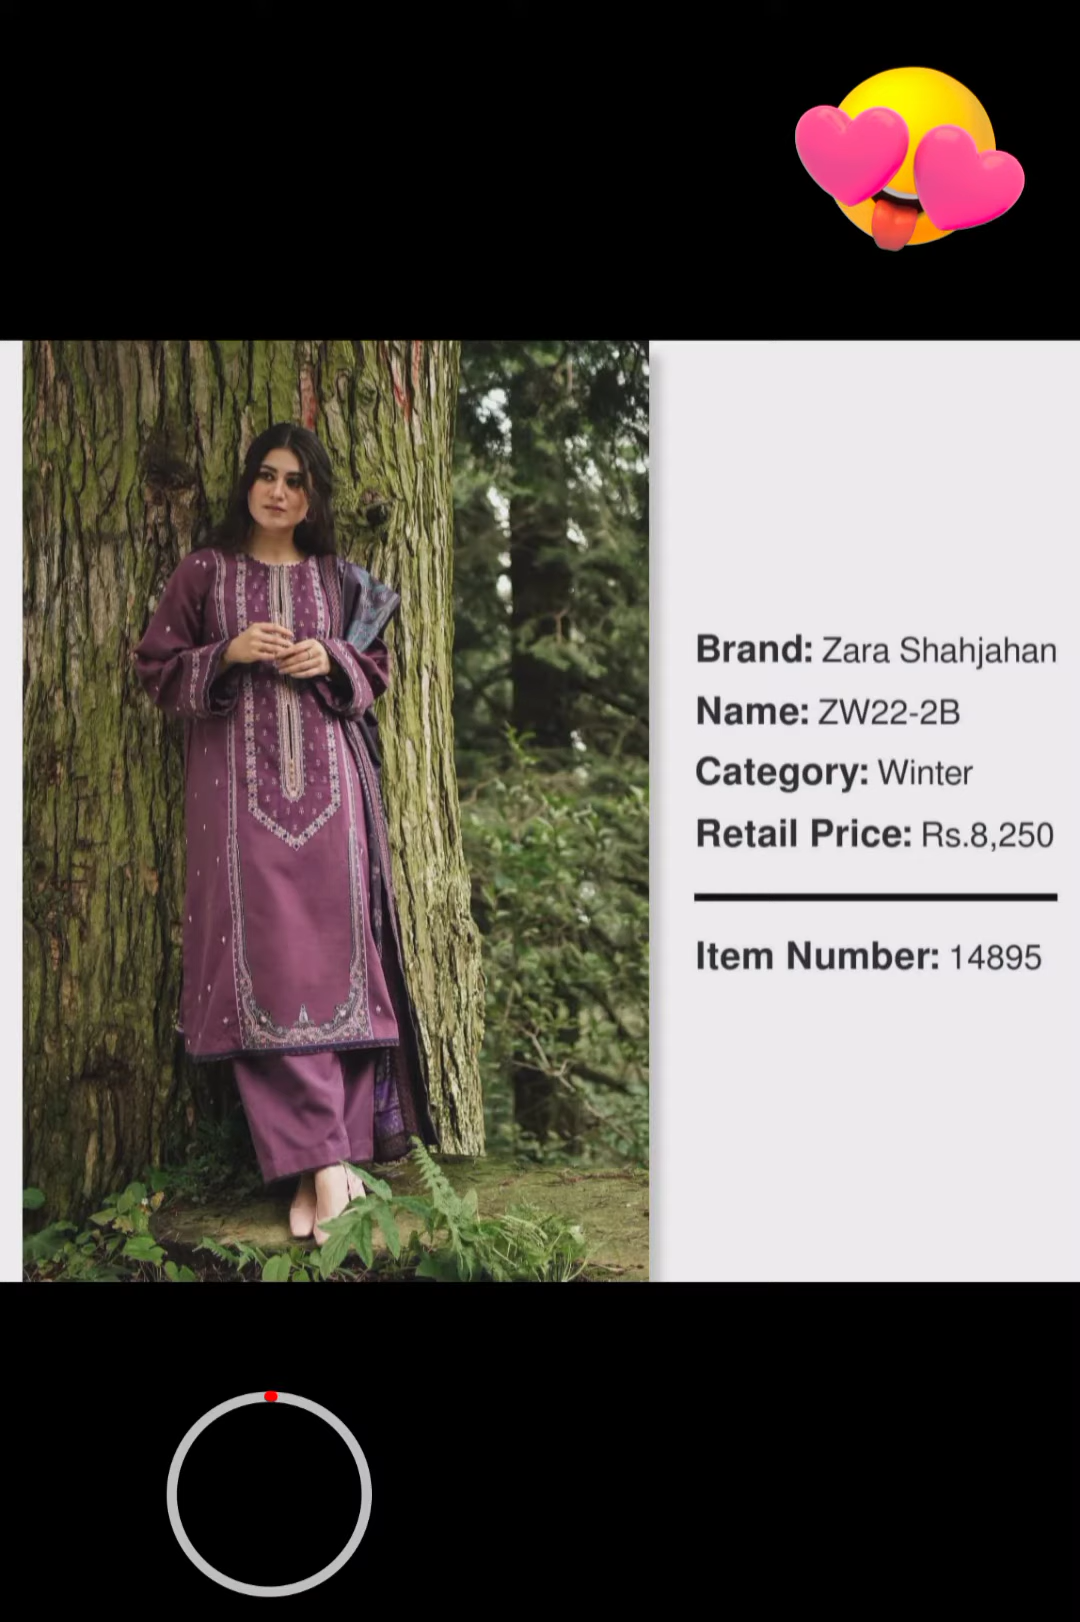 Brand: Zara Shahjahan
Name: ZW22-2B
Category: Winter
Retail Price: Rs.8,250
Item Number: 14895